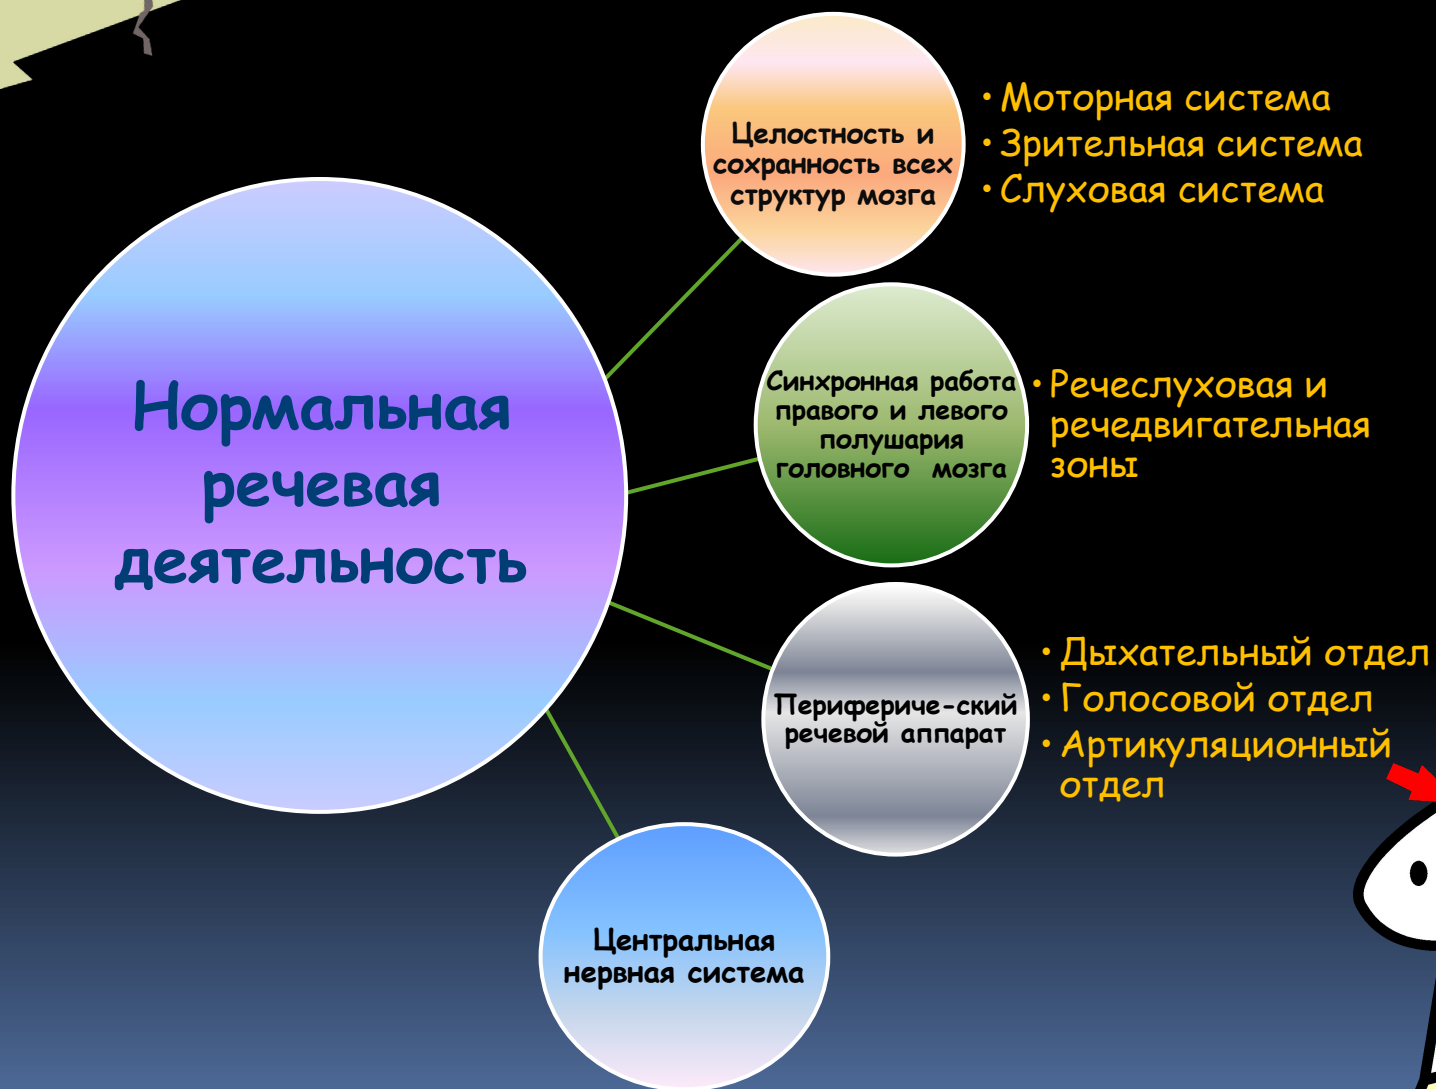 Нормальная
речевая
деятельность
Целостность и
сохранность всех
структур мозга
• Моторная система
• Зрительная система
• Слуховая система
Синхронная работа
правого и левого
полушария
головного мозга
• Речеслуховая и
речедвигательная
зоны
Перифериче-ский
речевой аппарат
• Дыхательный отдел
• Голосовой отдел
• Артикуляционный
отдел
Центральная
нервная система